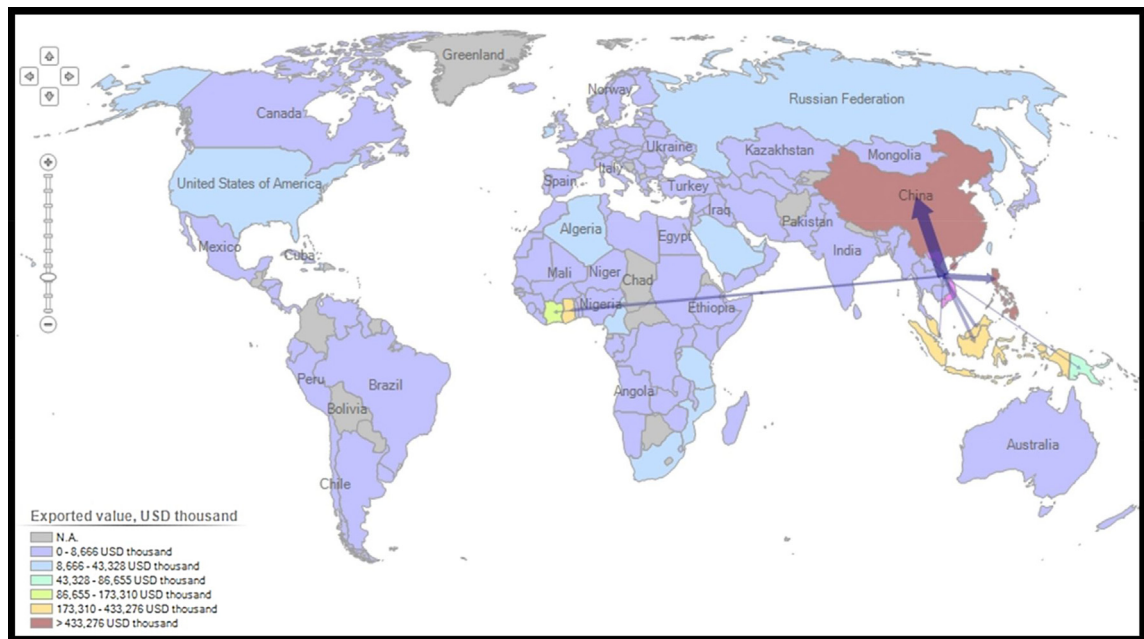 Greenland
Norway
Russian Federation
Canada
Ukraine
Kazakhstan
Mongolia
Italy
United States of America
Spain
Turkey
China
Iraq
Pakistan
Algeria
Egypt
Mexico
India
Cuba
Mali
Niger
Chad
Nigeria
Ethiopia
Peru
Brazil
Angola
Bolivia
Australia
Chile
Exported value, USD thousand
N.A.
0 - 8,666 USD thousand
8,666 - 43,328 USD thousand
43,328 - 86,655 USD thousand
86,655 - 173,310 USD thousand
173,310 - 433,276 USD thousand
> 433,276 USD thousand